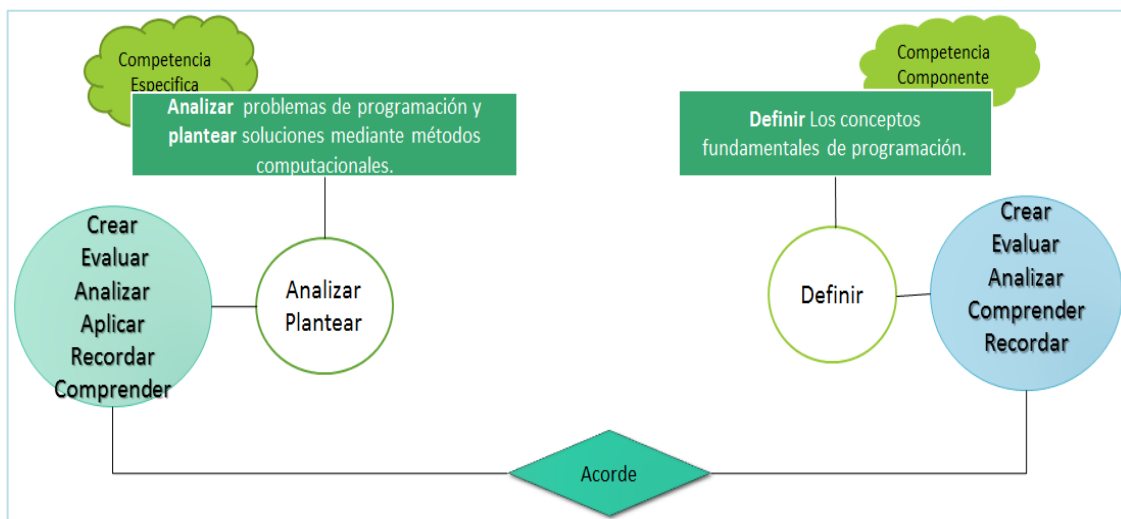 Competencia
Especifica
Analizar problemas de programación y
plantear soluciones mediante métodos
computacionales.
Crear
Evaluar
Analizar
Aplicar
Recordar
Comprender
Analizar
Plantear
Competencia
Componente
Definir Los conceptos
fundamentales de programación.
Definir
Crear
Evaluar
Analizar
Comprender
Recordar
Acorde